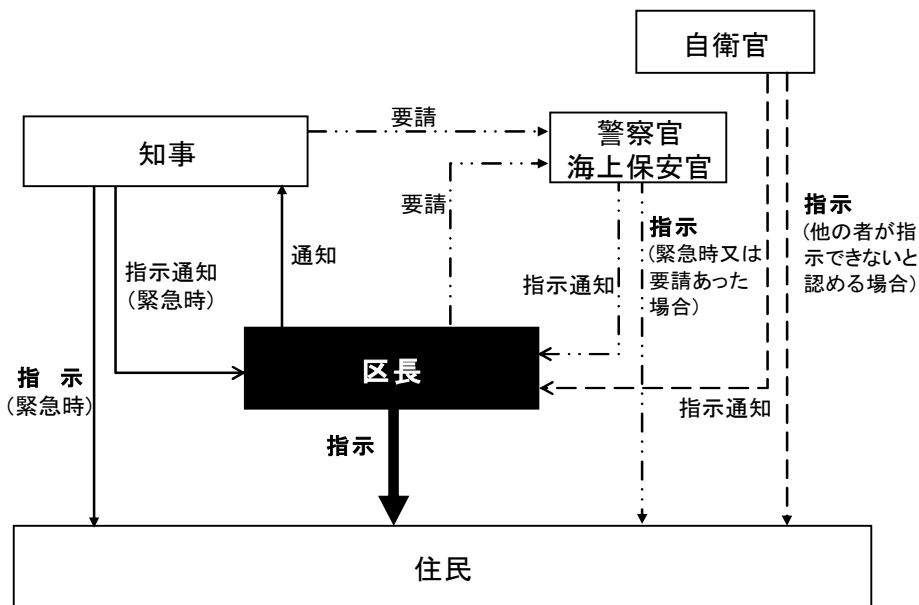 自衛官
知事
要請
警察官
海上保安官
要請
通知
指示通知
(緊急時)
指示通知
指示
(緊急時又は
要請あった
場合)
指示
(他の者が指
示できないと
認める場合)
指 示
(緊急時)
区長
指示通知
指示
住民